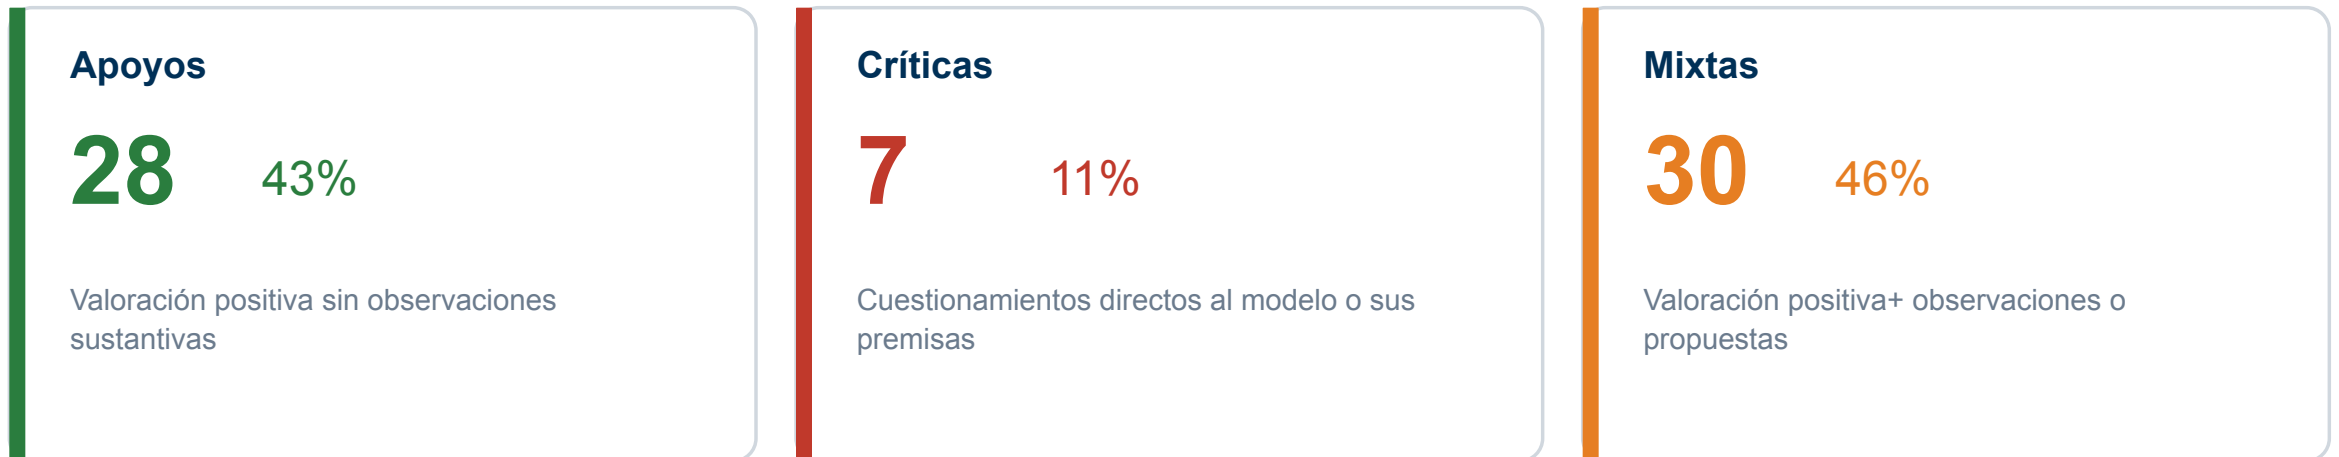 Apoyos
28 43%
Valoración positiva sin observaciones
sustantivas
Críticas
7 11%
Cuestionamientos directos al modelo o sus
premisas
Mixtas
30 46%
Valoración positiva+ observaciones o
propuestas